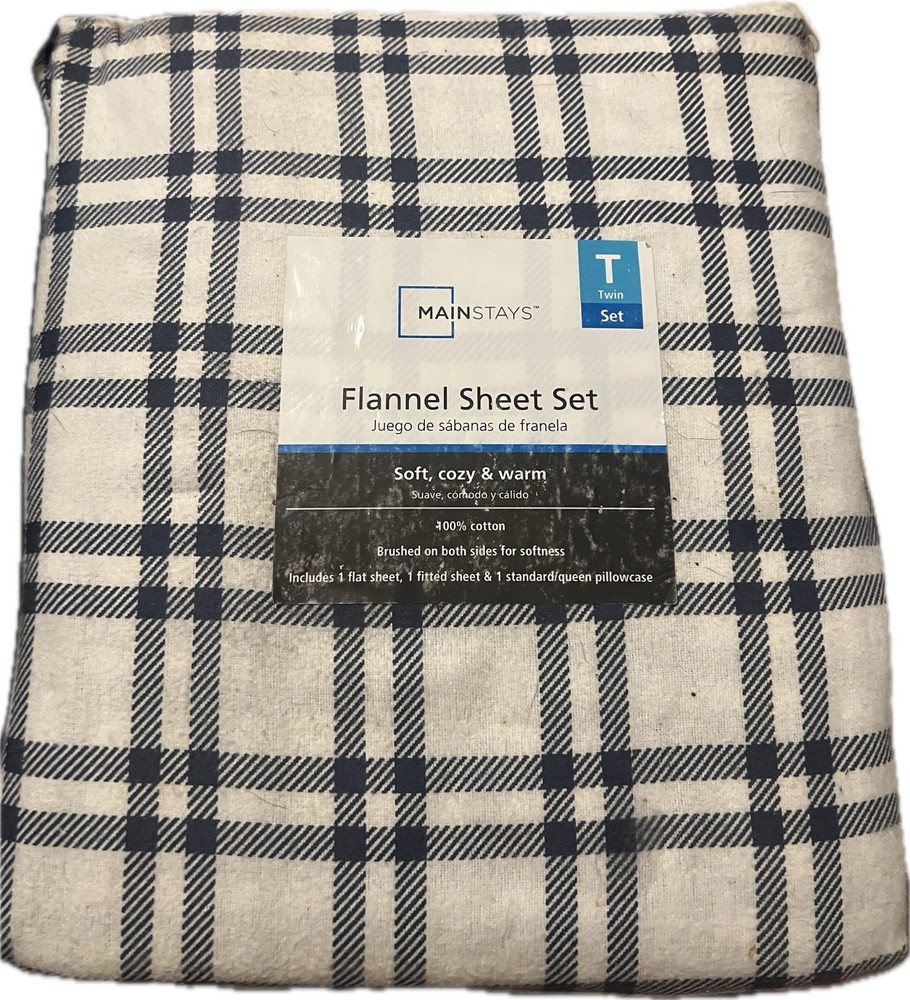 T
Twin
Set
MAINSTAYS™
Flannel Sheet Set
Juego de sábanas de franela
Soft, cozy & warm
Suave, cómodo y cálido
100% cotton
Brushed on both sides for softness
Includes 1 flat sheet, 1 fitted sheet & 1 standard/queen pillowcase